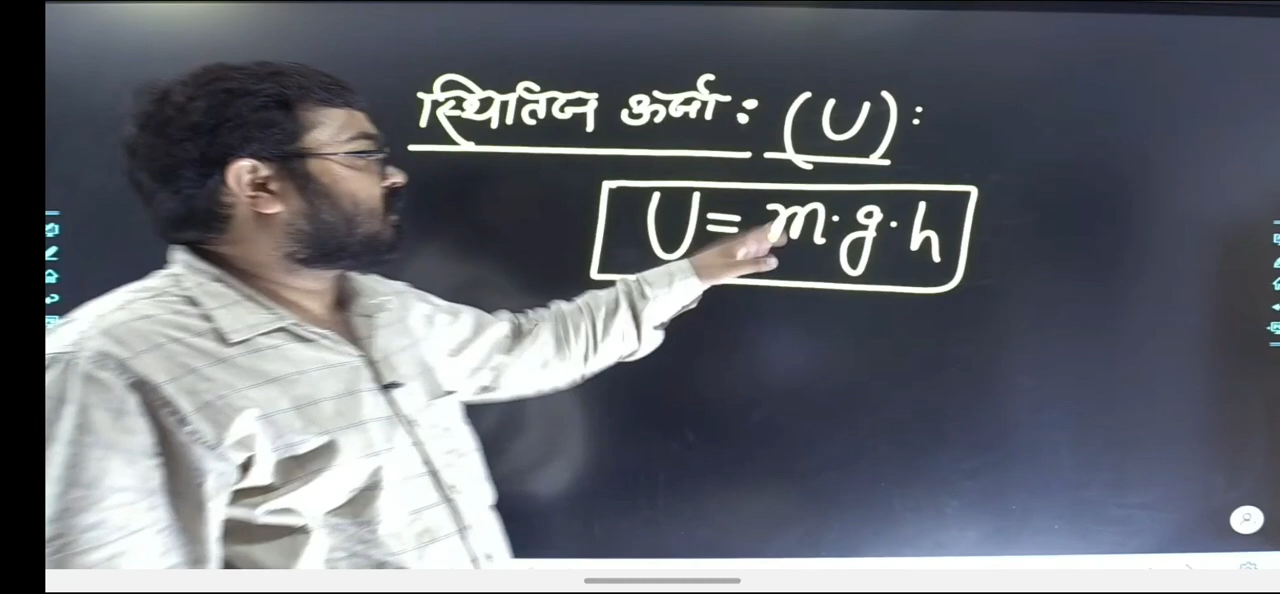 स्थितिज ऊर्जा : (U) :
U = m·g·h